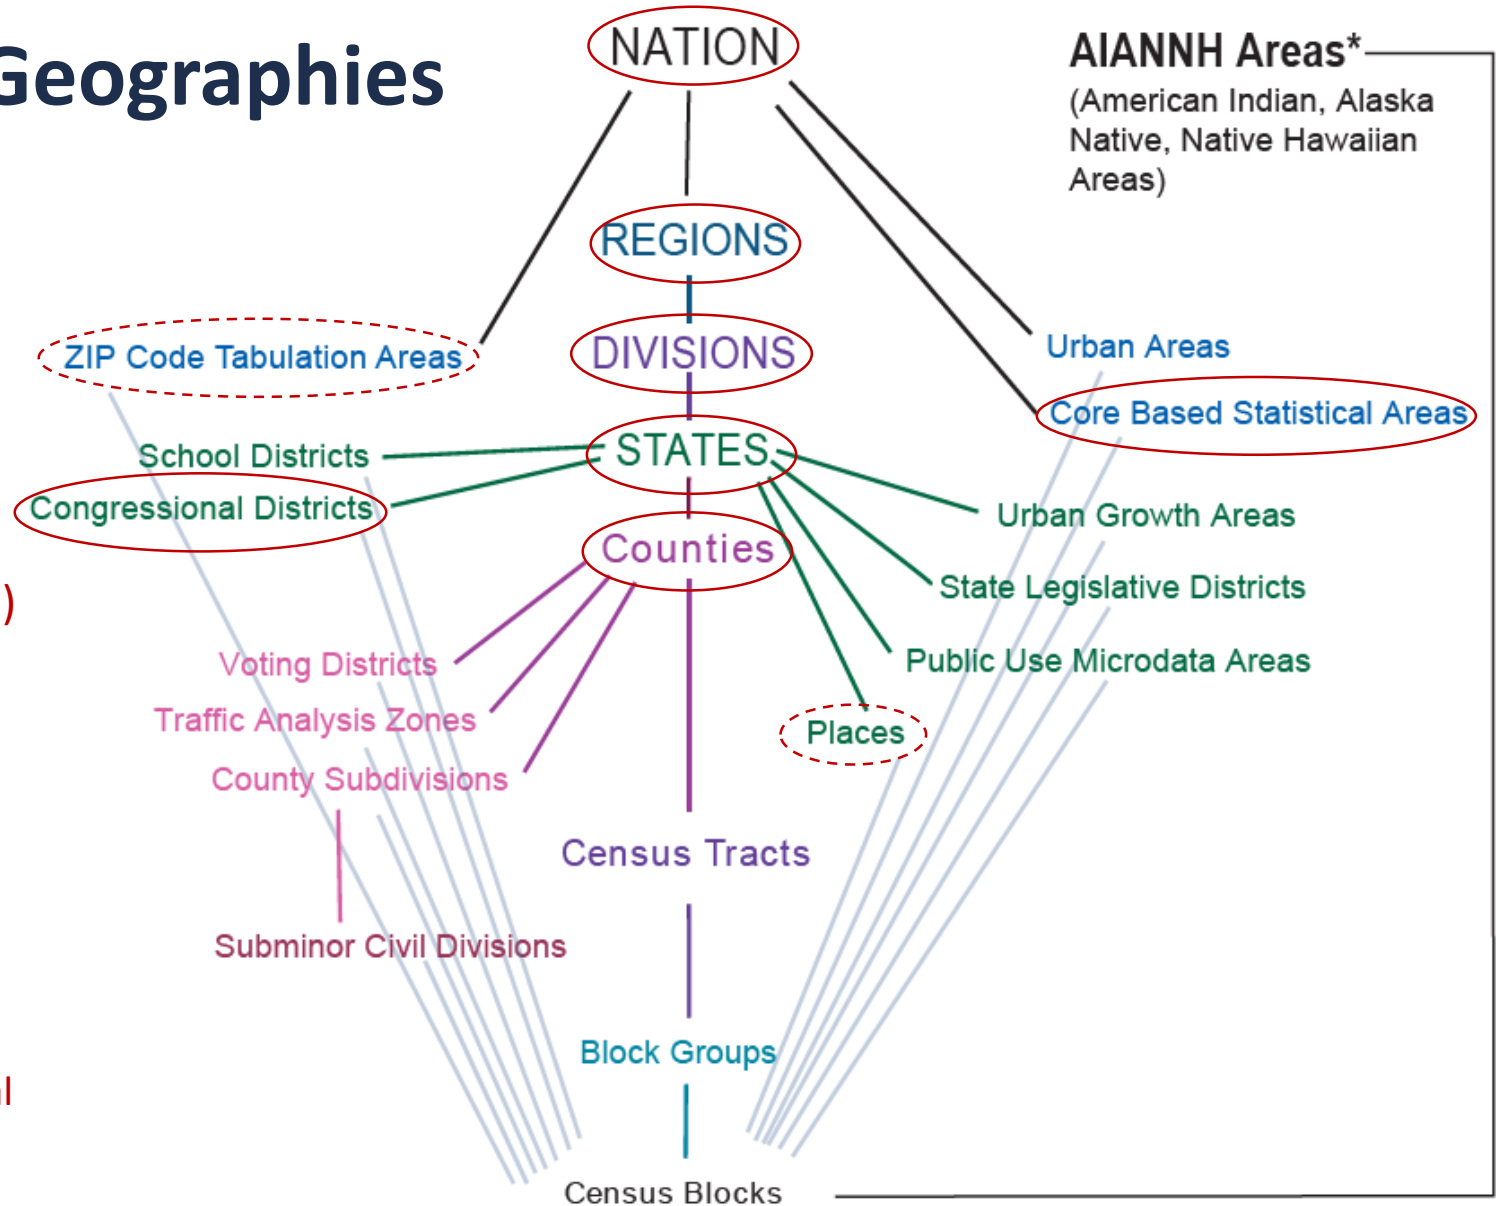 Geographies
NATION
AIANNH Areas*
(American Indian, Alaska
Native, Native Hawaiian
Areas)
REGIONS
ZIP Code Tabulation Areas
DIVISIONS
Urban Areas
Core Based Statistical Areas
School Districts
STATES
Congressional Districts
Urban Growth Areas
Counties
State Legislative Districts
)
Voting Districts
Public Use Microdata Areas
Traffic Analysis Zones
Places
County Subdivisions
Census Tracts
Subminor Civil Divisions
Block Groups
Census Blocks